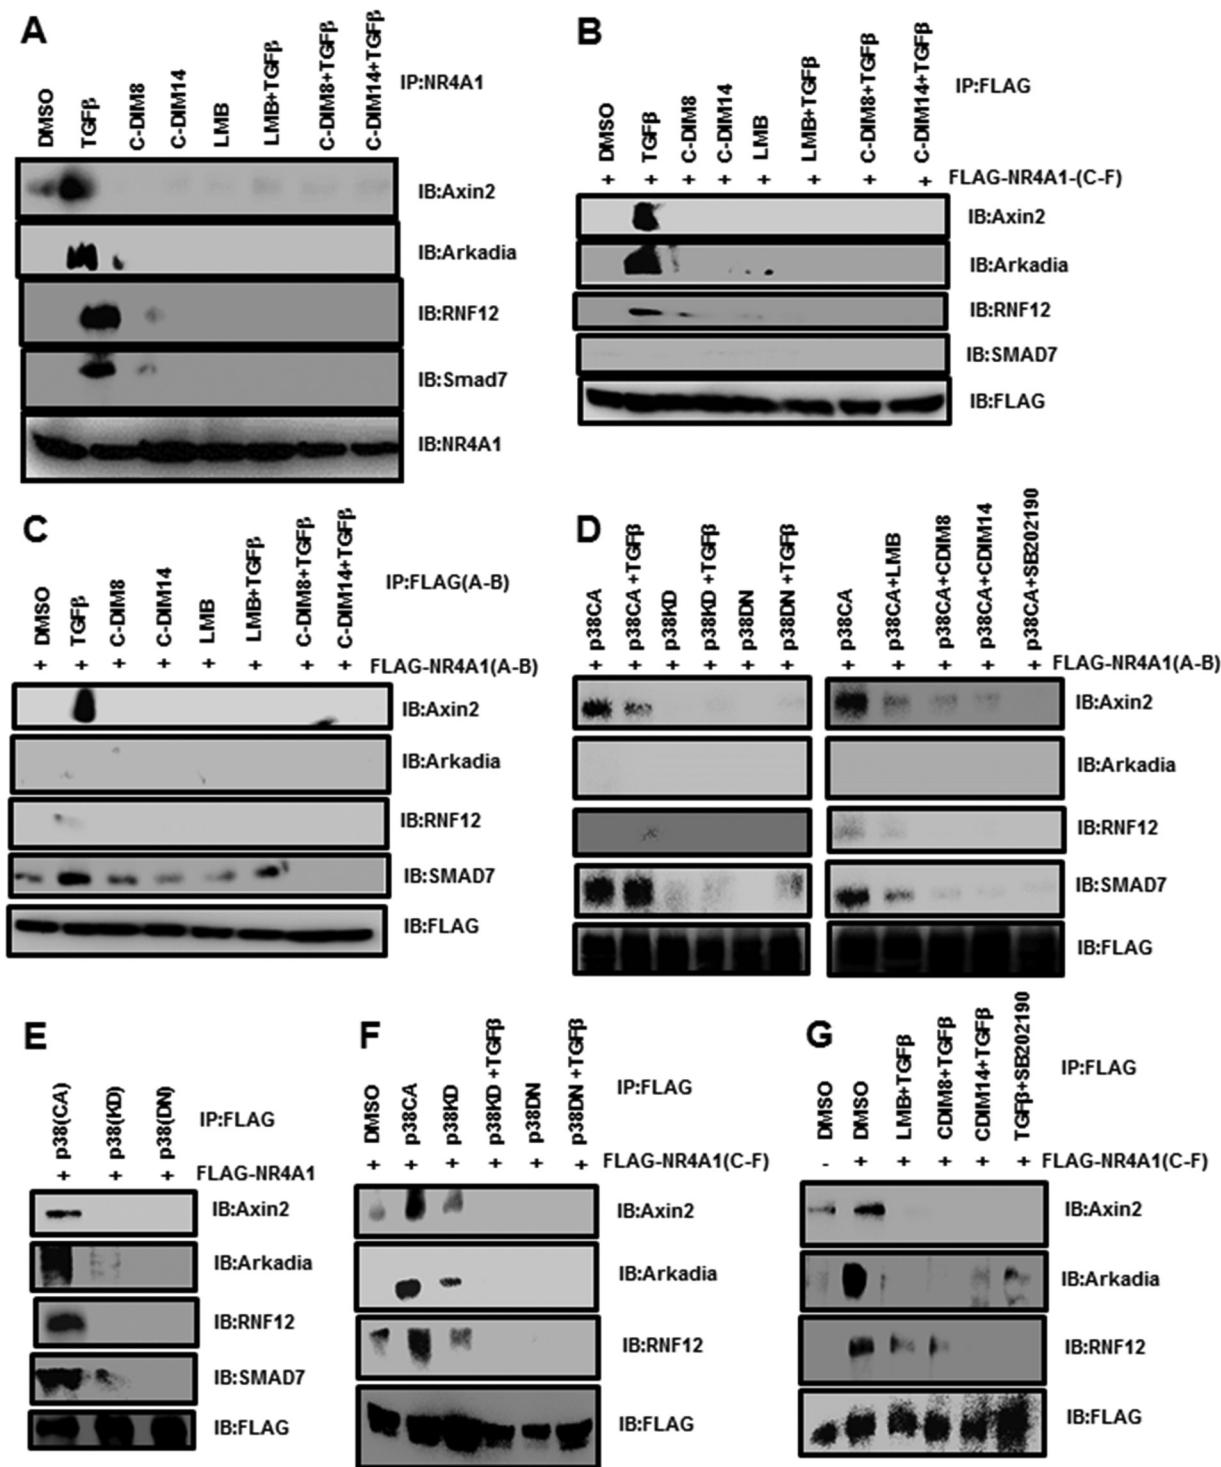 A
DMSO
TGFβ
C-DIM8
C-DIM14
LMB
LMB+TGFβ
C-DIM8+TGFβ
C-DIM14+TGFβ
IP:NR4A1
IB:Axin2
IB:Arkadia
IB:RNF12
IB:Smad7
IB:NR4A1
B
DMSO
TGFβ
C-DIM8
C-DIM14
LMB
LMB+TGFβ
C-DIM8+TGFβ
C-DIM14+TGFβ
IP:FLAG
+ + + + + + + + FLAG-NR4A1-(C-F)
IB:Axin2
IB:Arkadia
IB:RNF12
IB:SMAD7
IB:FLAG
C
DMSO
TGFβ
C-DIM8
C-DIM14
LMB
LMB+TGFβ
C-DIM8+TGFβ
C-DIM14+TGFβ
IP:FLAG(A-B)
+ + + + + + + + FLAG-NR4A1(A-B)
IB:Axin2
IB:Arkadia
IB:RNF12
IB:SMAD7
IB:FLAG
D
p38CA
p38CA +TGFβ
p38KD
p38KD +TGFβ
p38DN
p38DN +TGFβ
p38CA
p38CA+LMB
p38CA+CDIM8
p38CA+CDIM14
p38CA+SB202190
+ + + + + + + + + + + FLAG-NR4A1(A-B)
IB:Axin2
IB:Arkadia
IB:RNF12
IB:SMAD7
IB:FLAG
E
p38(CA)
p38(KD)
p38(DN)
IP:FLAG
+ + + FLAG-NR4A1
IB:Axin2
IB:Arkadia
IB:RNF12
IB:SMAD7
IB:FLAG
F
DMSO
p38CA
p38KD
p38KD +TGFβ
p38DN
p38DN +TGFβ
IP:FLAG
+ + + + + + FLAG-NR4A1(C-F)
IB:Axin2
IB:Arkadia
IB:RNF12
IB:FLAG
G
DMSO
DMSO
LMB+TGFβ
CDIM8+TGFβ
CDIM14+TGFβ
TGFβ+SB202190
IP:FLAG
- + + + + + FLAG-NR4A1(C-F)
IB:Axin2
IB:Arkadia
IB:RNF12
IB:FLAG